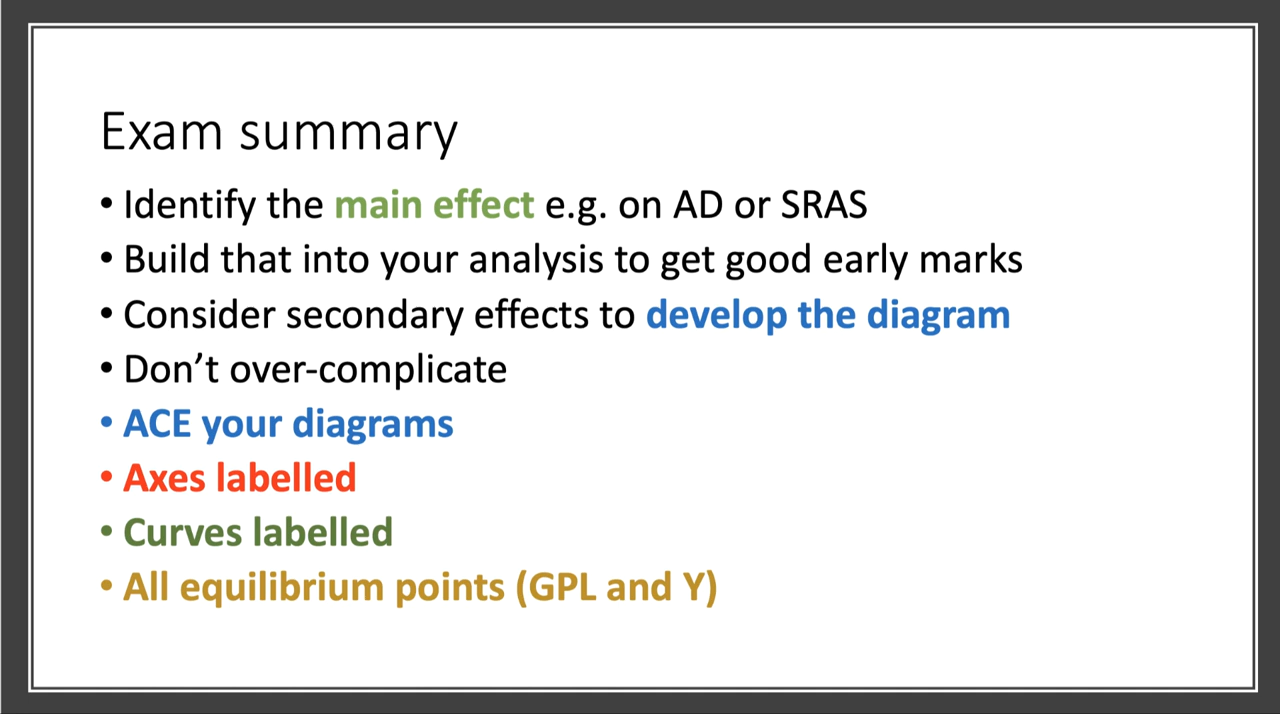 Exam summary
• Identify the main effect e.g. on AD or SRAS
• Build that into your analysis to get good early marks
• Consider secondary effects to develop the diagram
• Don’t over-complicate
• ACE your diagrams
• Axes labelled
• Curves labelled
• All equilibrium points (GPL and Y)